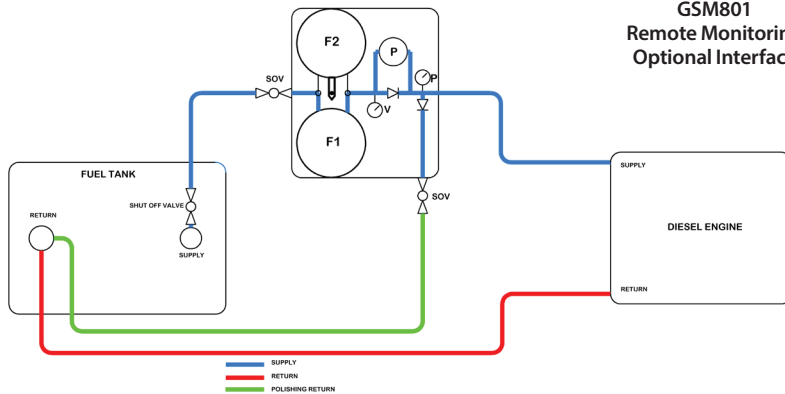 GSM801
Remote Monitorin
Optional Interfac
F2
P
SOV
P
V
F1
SUPPLY
FUEL TANK
SOV
SHUT OFF VALVE
RETURN
DIESEL ENGINE
SUPPLY
RETURN
SUPPLY
RETURN
POLISHING RETURN